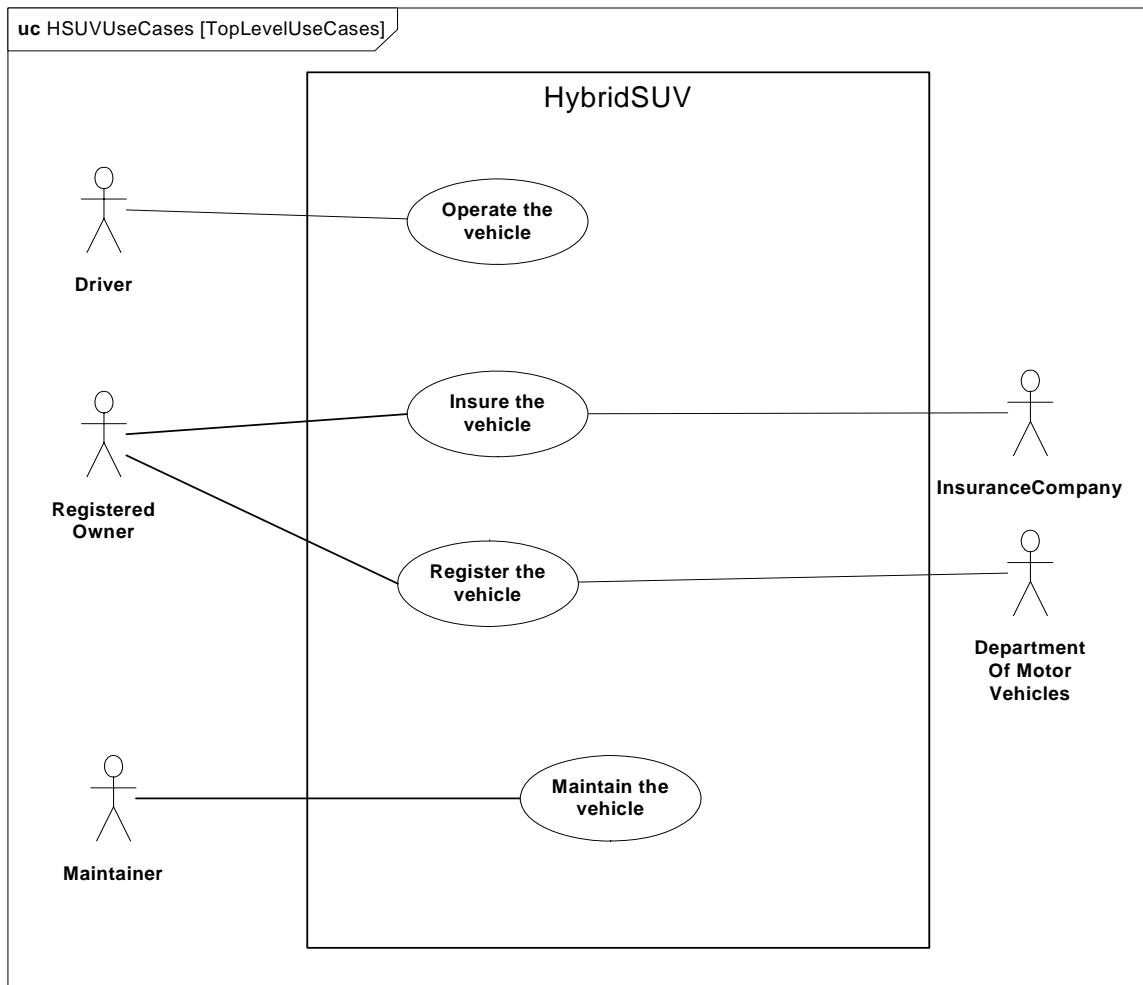 uc HSUVUseCases [TopLevelUseCases]
HybridSUV
Operate the
vehicle
Driver
Insure the
vehicle
Registered
Owner
InsuranceCompany
Register the
vehicle
Department
Of Motor
Vehicles
Maintain the
vehicle
Maintainer